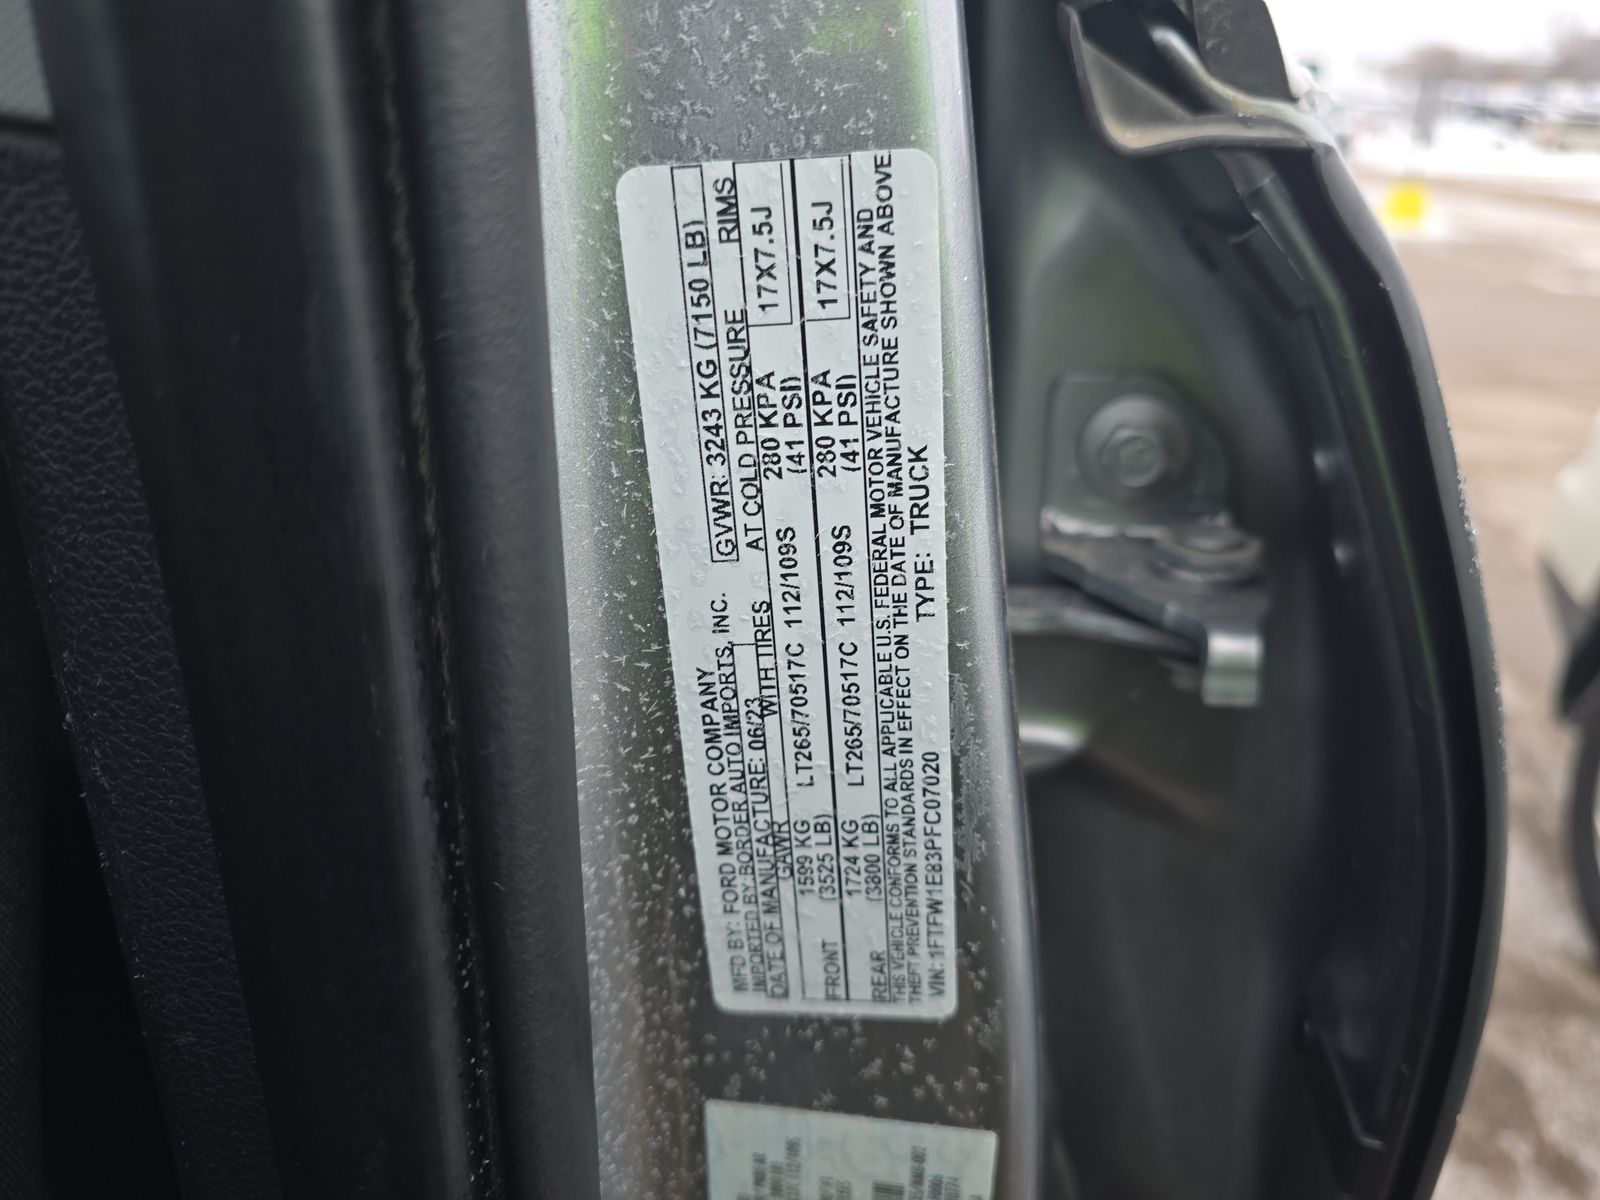 MFD BY: FORD MOTOR COMPANY
IMPORTED BY: BORDER AUTO IMPORTS, INC.
DATE OF MANUFACTURE: 06/23
GVWR: 3243 KG (7150 LB)
GAWR WITH TIRES AT COLD PRESSURE RIMS
FRONT 1599 KG LT265/70517C 112/109S 280 KPA 17X7.5J
(3525 LB) (41 PSI)
REAR 1724 KG LT265/70517C 112/109S 280 KPA 17X7.5J
(3800 LB) (41 PSI)
THIS VEHICLE CONFORMS TO ALL APPLICABLE U.S. FEDERAL MOTOR VEHICLE SAFETY AND
THEFT PREVENTION STANDARDS IN EFFECT ON THE DATE OF MANUFACTURE SHOWN ABOVE.
VIN: 1FTFW1E83PFC07020 TYPE: TRUCK